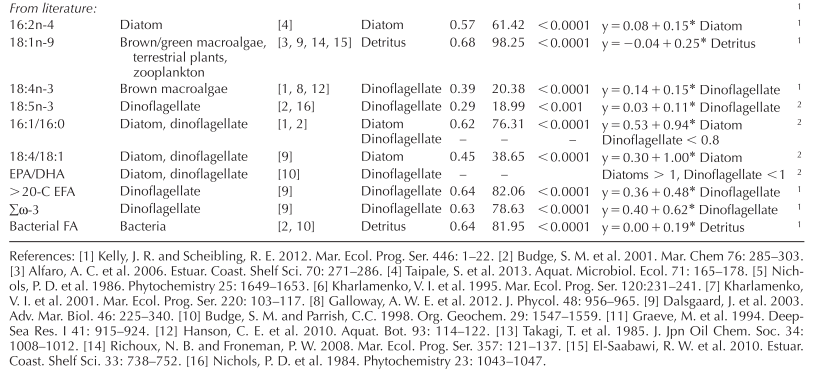 From literature: 1
16:2n-4 Diatom [4] Diatom 0.57 61.42 <0.0001 y=0.08+0.15* Diatom 1
18:1n-9 Brown/green macroalgae, [3, 9, 14, 15] Detritus 0.68 98.25 <0.0001 y=−0.04+0.25* Detritus 1
terrestrial plants,
zooplankton
18:4n-3 Brown macroalgae [1, 8, 12] Dinoflagellate 0.39 20.38 <0.0001 y=0.14+0.15* Dinoflagellate 1
18:5n-3 Dinoflagellate [2, 16] Dinoflagellate 0.29 18.99 <0.001 y=0.03+0.11* Dinoflagellate 2
16:1/16:0 Diatom, dinoflagellate [1, 2] Diatom 0.62 76.31 <0.0001 y=0.53+0.94* Diatom 2
Dinoflagellate – – – Dinoflagellate < 0.8
18:4/18:1 Diatom, dinoflagellate [9] Diatom 0.45 38.65 <0.0001 y=0.30+1.00* Diatom 2
EPA/DHA Diatom, dinoflagellate [10] Dinoflagellate – – Diatoms > 1, Dinoflagellate <1 2
>20-C EFA Dinoflagellate [9] Dinoflagellate 0.64 82.06 <0.0001 y=0.36+0.48* Dinoflagellate 1
∑ω-3 Dinoflagellate [9] Dinoflagellate 0.63 78.63 <0.0001 y=0.40+0.62* Dinoflagellate 1
Bacterial FA Bacteria [2, 10] Detritus 0.64 81.95 <0.0001 y=0.00+0.19* Detritus 1
References: [1] Kelly, J. R. and Scheibling, R. E. 2012. Mar. Ecol. Prog. Ser. 446: 1–22. [2] Budge, S. M. et al. 2001. Mar. Chem 76: 285–303.
[3] Alfaro, A. C. et al. 2006. Estuar. Coast. Shelf Sci. 70: 271–286. [4] Taipale, S. et al. 2013. Aquat. Microbiol. Ecol. 71: 165–178. [5] Nich-
ols, P. D. et al. 1986. Phytochemistry 25: 1649–1653. [6] Kharlamenko, V. I. et al. 1995. Mar. Ecol. Prog. Ser. 120:231–241. [7] Kharlamenko,
V. I. et al. 2001. Mar. Ecol. Prog. Ser. 220: 103–117. [8] Galloway, A. W. E. et al. 2012. J. Phycol. 48: 956–965. [9] Dalsgaard, J. et al. 2003.
Adv. Mar. Biol. 46: 225–340. [10] Budge, S. M. and Parrish, C.C. 1998. Org. Geochem. 29: 1547–1559. [11] Graeve, M. et al. 1994. Deep-
Sea Res. I 41: 915–924. [12] Hanson, C. E. et al. 2010. Aquat. Bot. 93: 114–122. [13] Takagi, T. et al. 1985. J. Jpn Oil Chem. Soc. 34:
1008–1012. [14] Richoux, N. B. and Froneman, P. W. 2008. Mar. Ecol. Prog. Ser. 357: 121–137. [15] El-Saabawi, R. W. et al. 2010. Estuar.
Coast. Shelf Sci. 33: 738–752. [16] Nichols, P. D. et al. 1984. Phytochemistry 23: 1043–1047.